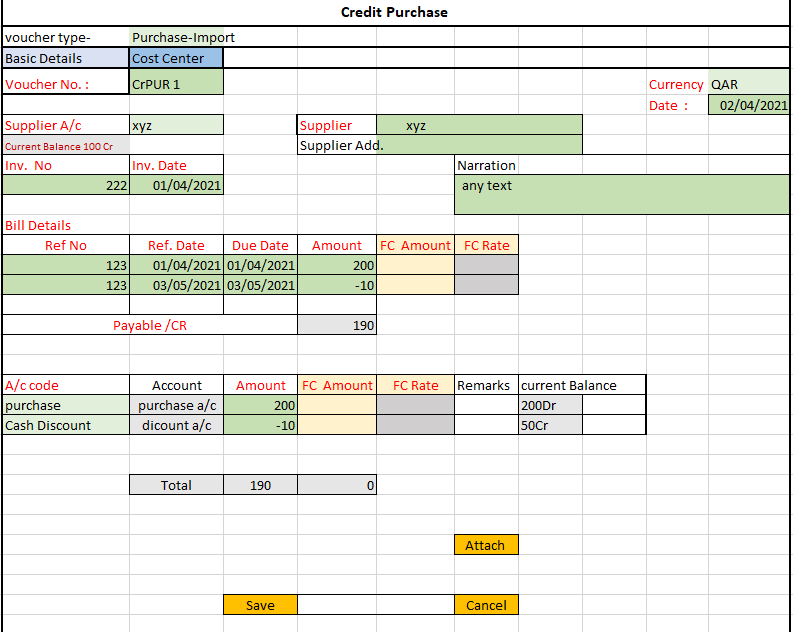 Credit Purchase
voucher type- Purchase-Import
Basic Details Cost Center
Voucher No. : CrPUR 1 Currency QAR
Date : 02/04/2021
Supplier A/c xyz Supplier xyz
Current Balance 100 Cr Supplier Add.
Inv. No Inv. Date Narration
222 01/04/2021 any text
Bill Details
Ref No Ref. Date Due Date Amount FC Amount FC Rate
123 01/04/2021 01/04/2021 200
123 03/05/2021 03/05/2021 -10
Payable /CR 190
A/c code Account Amount FC Amount FC Rate Remarks current Balance
purchase purchase a/c 200 200Dr
Cash Discount dicount a/c -10 50Cr
Total 190 0
Attach
Save Cancel